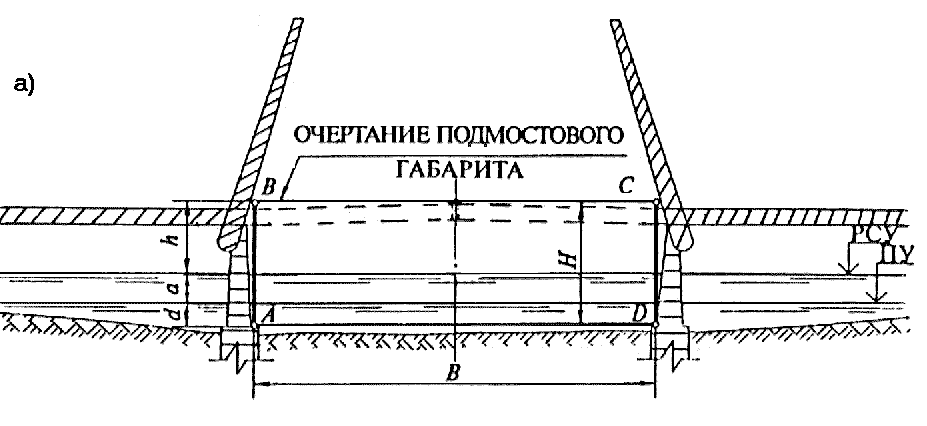 а)
ОЧЕРТАНИЕ ПОДМОСТОВОГО
ГАБАРИТА
B C
РСУ
ПУ
h
a
d
H
A D
B